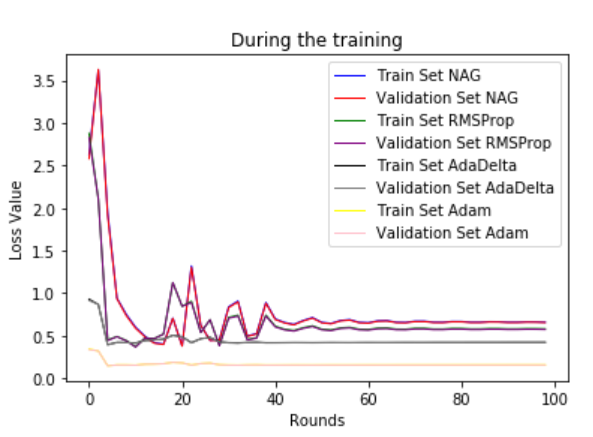 During the training
Loss Value
3.5
3.0
2.5
2.0
1.5
1.0
0.5
0.0
Train Set NAG
Validation Set NAG
Train Set RMSProp
Validation Set RMSProp
Train Set AdaDelta
Validation Set AdaDelta
Train Set Adam
Validation Set Adam
0 20 40 60 80 100
Rounds